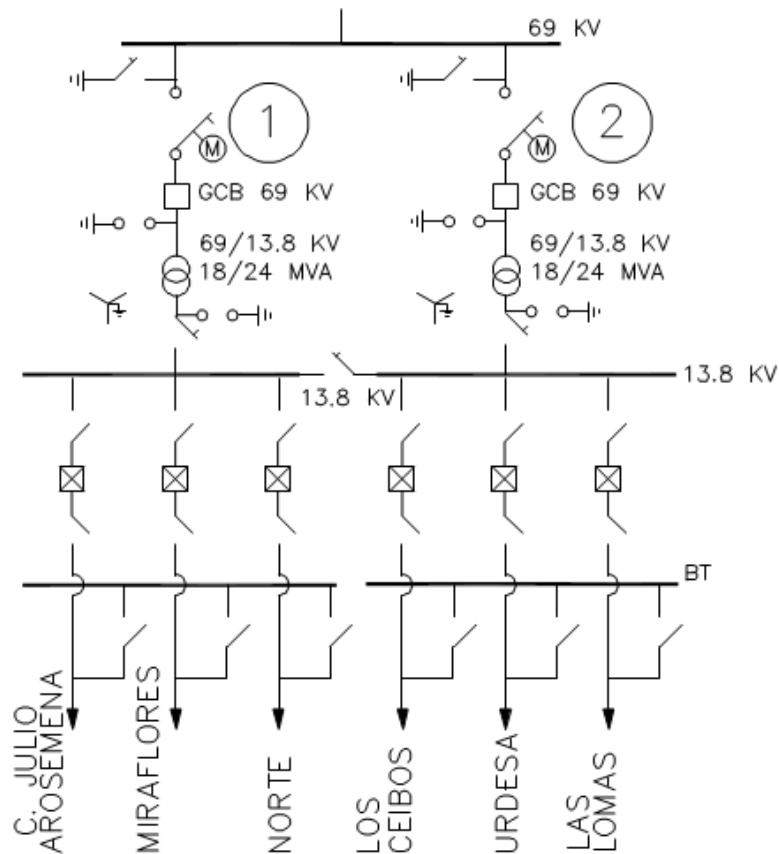 69 KV
1
2
M
M
GCB 69 KV
GCB 69 KV
69/13.8 KV
18/24 MVA
69/13.8 KV
18/24 MVA
13.8 KV
13.8 KV
BT
C. JULIO
AROSEMENA
MIRAFLORES
NORTE
LOS
CEIBOS
URDESA
LAS
LOMAS